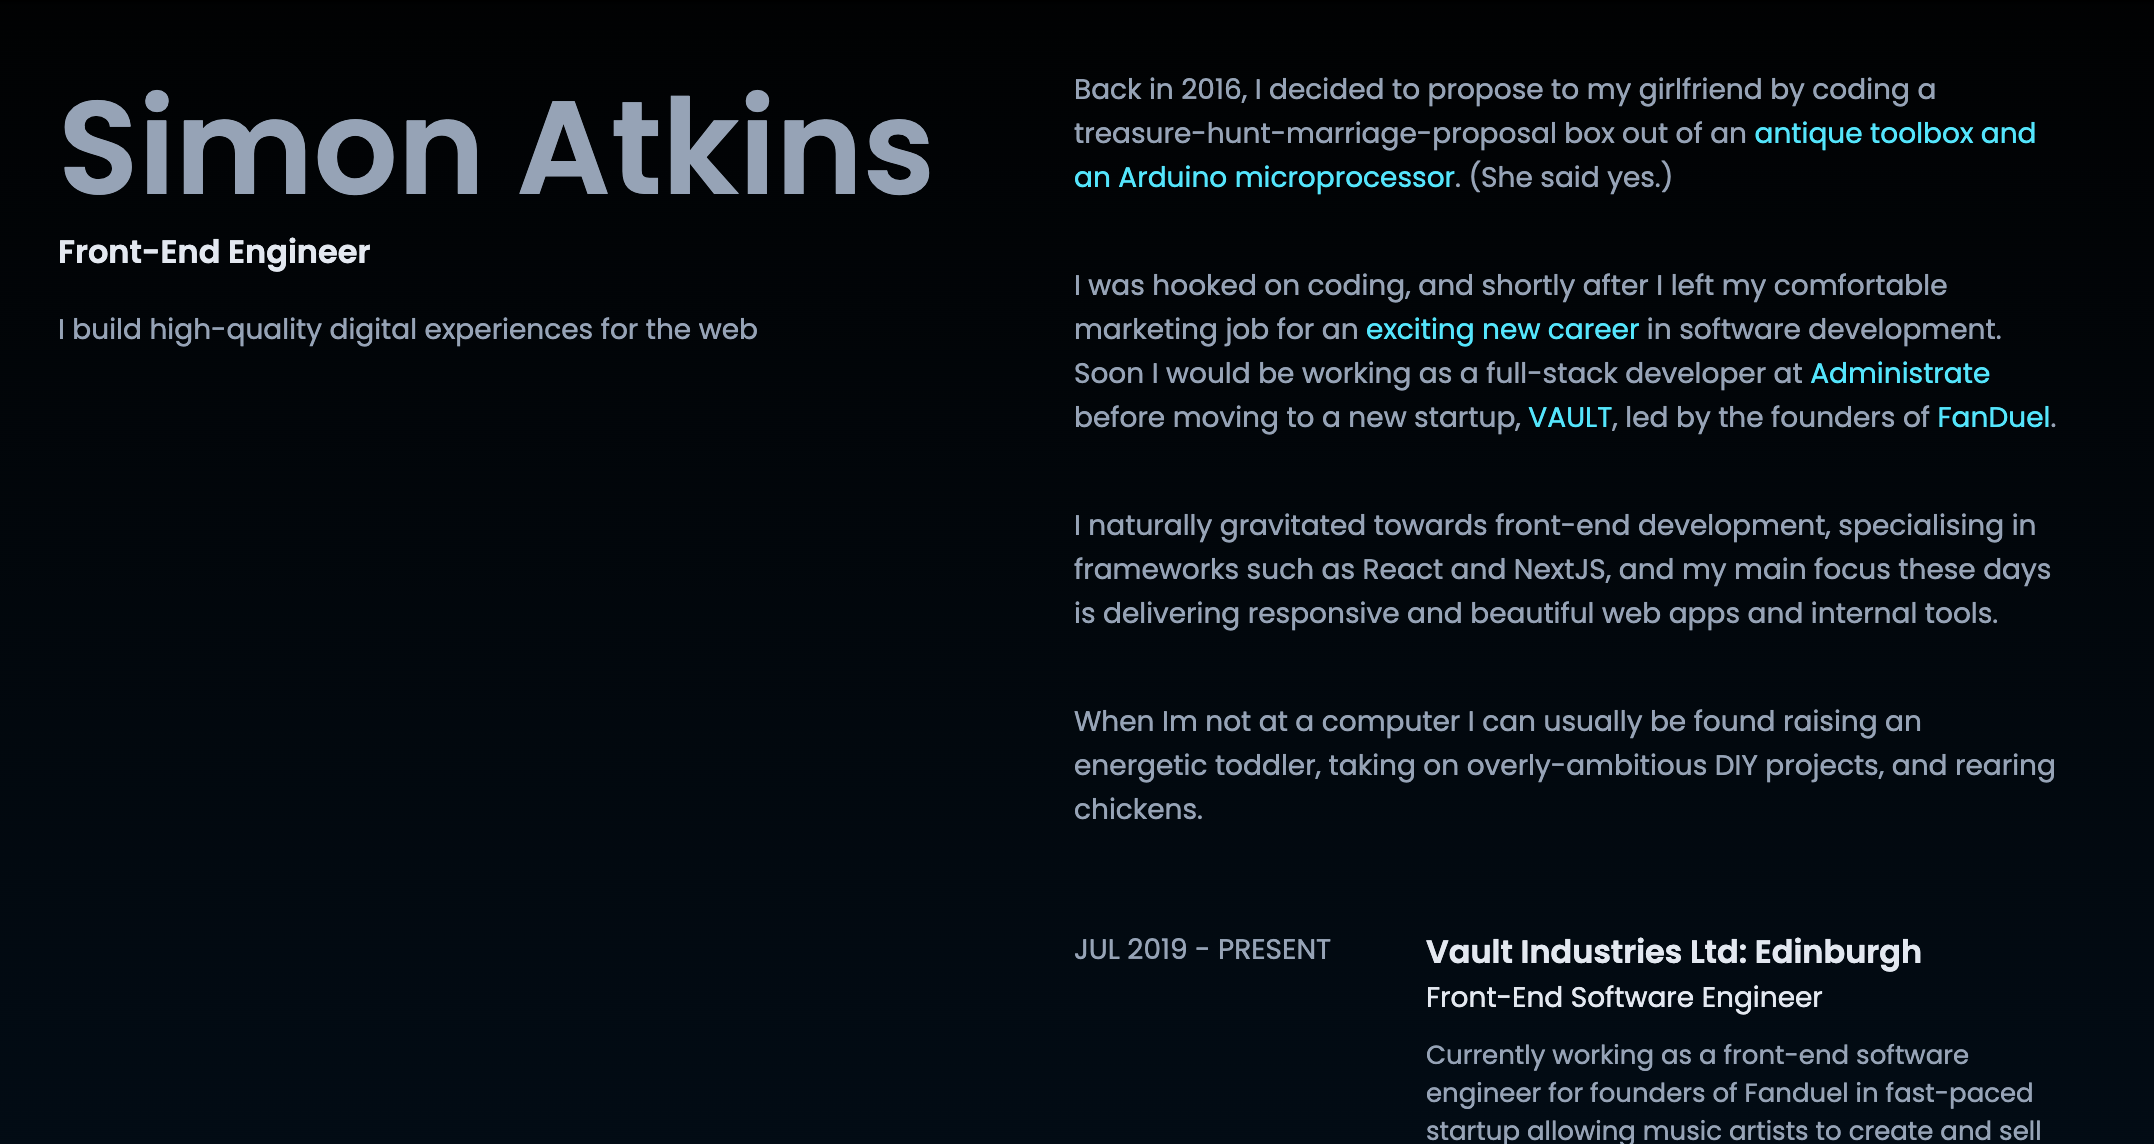 Simon Atkins
Front-End Engineer
I build high-quality digital experiences for the web
Back in 2016, I decided to propose to my girlfriend by coding a
treasure-hunt-marriage-proposal box out of an antique toolbox and
an Arduino microprocessor. (She said yes.)
I was hooked on coding, and shortly after I left my comfortable
marketing job for an exciting new career in software development.
Soon I would be working as a full-stack developer at Administrate
before moving to a new startup, VAULT, led by the founders of FanDuel.
I naturally gravitated towards front-end development, specialising in
frameworks such as React and NextJS, and my main focus these days
is delivering responsive and beautiful web apps and internal tools.
When Im not at a computer I can usually be found raising an
energetic toddler, taking on overly-ambitious DIY projects, and rearing
chickens.
JUL 2019 - PRESENT
Vault Industries Ltd: Edinburgh
Front-End Software Engineer
Currently working as a front-end software
engineer for founders of Fanduel in fast-paced
startup allowing music artists to create and sell